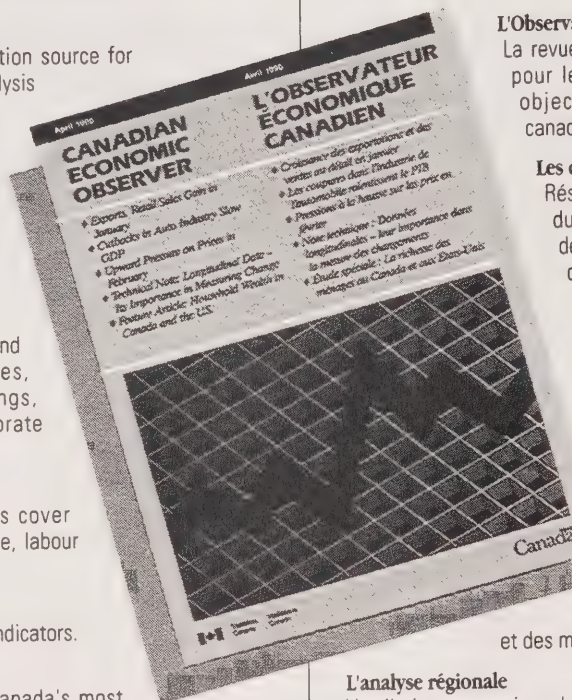 tion source for
lysis
nd
es,
ngs,
orate
s cover
e, labour
ndicators.
anada's most
April 1990
CANADIAN
ECONOMIC
OBSERVER
♦ Exports, Retail Sales Gain in
January
♦ Cutbacks in Auto Industry Slow
GDP
♦ Upward Pressure on Prices in
February
♦ Technical Note: Longitudinal Data –
Its Importance in Measuring Change
♦ Feature Article: Household Wealth in
Canada and the U.S.
Avril 1990
L'OBSERVATEUR
ÉCONOMIQUE
CANADIEN
♦ Croissance des exportations et des
ventes au détail en janvier
♦ Les coupures dans l'industrie de
l'automobile ralentissent le PIB
♦ Pressions à la hausse sur les prix en
février
♦ Note technique : Données
longitudinales – leur importance dans
la mesure des changements
♦ Étude spéciale : La richesse des
ménages au Canada et aux États-Unis
Statistics Statistique
Canada Canada
Canada
L'Observa
La revue
pour le
objec
canad
Les
Rés
du
de
et des m
L'analyse régionale